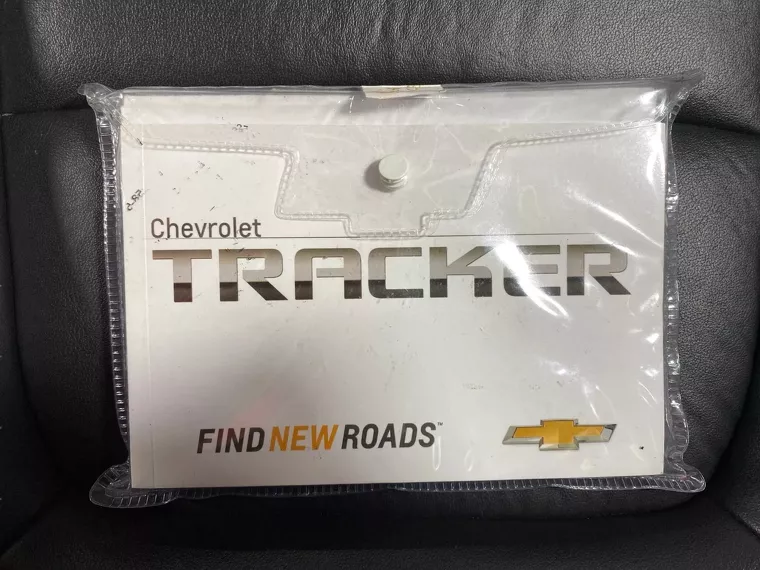 Chevrolet
TRACKER
FIND NEW ROADS™